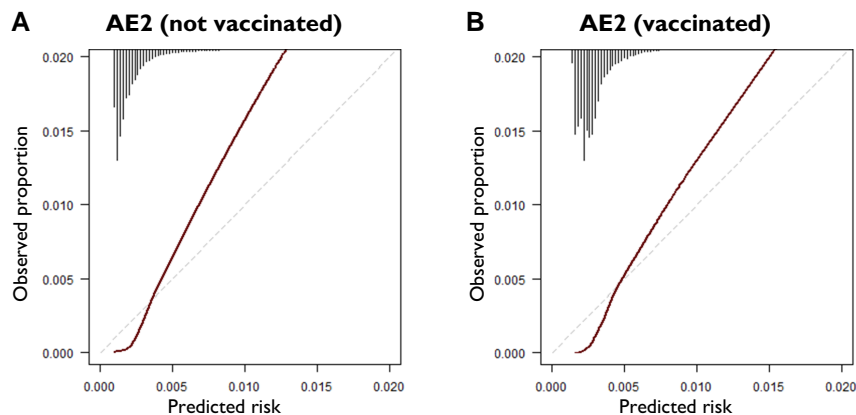 A AE2 (not vaccinated)
0.020
0.015
0.010
0.005
0.000
Observed proportion
0.000 0.005 0.010 0.015 0.020
Predicted risk
B AE2 (vaccinated)
0.020
0.015
0.010
0.005
0.000
Observed proportion
0.000 0.005 0.010 0.015 0.020
Predicted risk